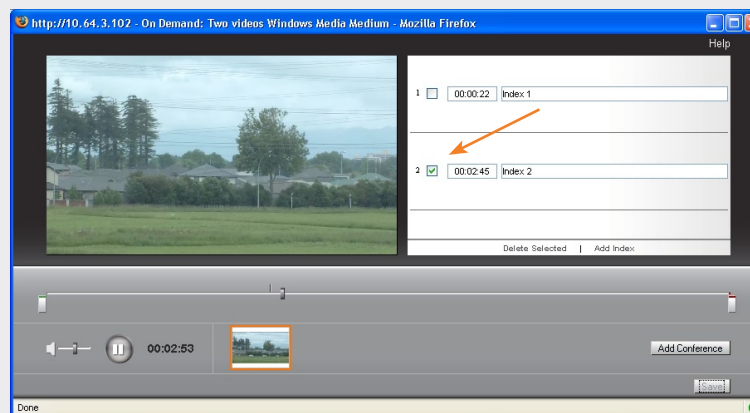 http://10.64.3.102 - On Demand: Two videos Windows Media Medium - Mozilla Firefox
Help
1 00:00:22 Index 1
2 00:02:45 Index 2
Delete Selected | Add Index
00:02:53
Add Conference
Save
Done